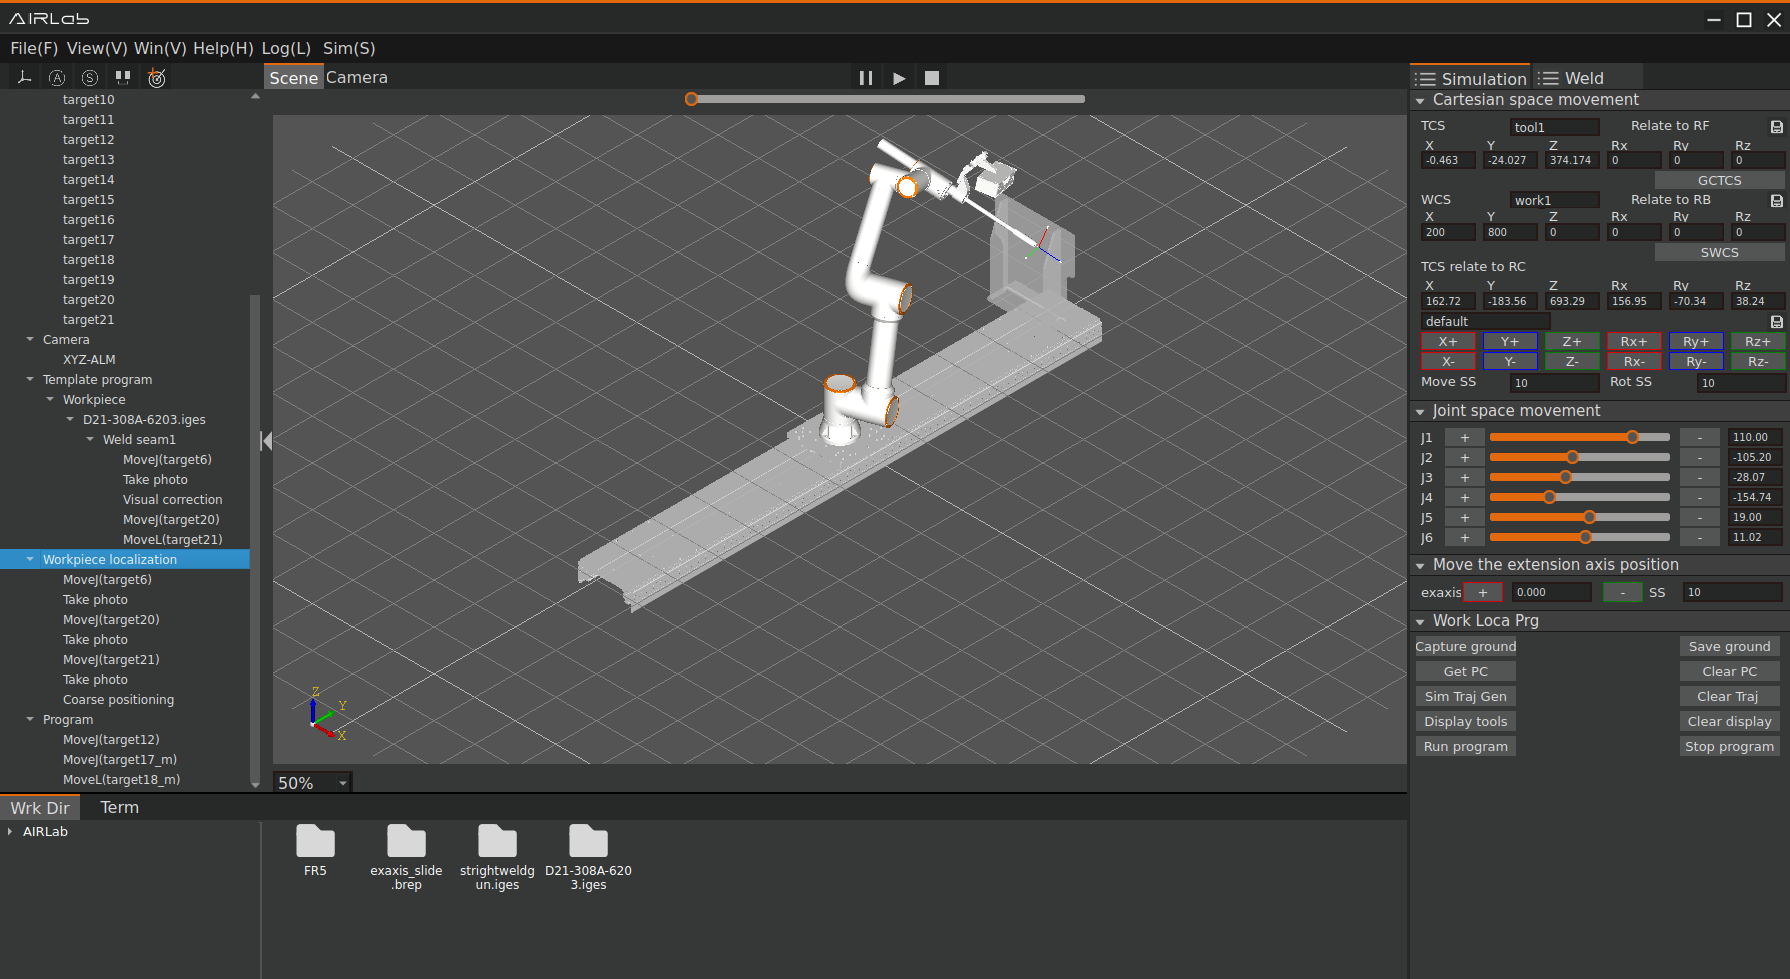 AIRLab
File(F) View(V) Win(V) Help(H) Log(L) Sim(S)
Scene Camera
target10
target11
target12
target13
target14
target15
target16
target17
target18
target19
target20
target21
Camera
XYZ-ALM
Template program
Workpiece
D21-308A-6203.iges
Weld seam1
MoveJ(target6)
Take photo
Visual correction
MoveJ(target20)
MoveL(target21)
Workpiece localization
MoveJ(target6)
Take photo
MoveJ(target20)
Take photo
MoveJ(target21)
Take photo
Coarse positioning
Program
MoveJ(target12)
MoveJ(target17_m)
MoveL(target18_m)
Z
Y
X
50%
Wrk Dir Term
AIRLab
FR5
exaxis_slide
.brep
strightweldg
un.iges
D21-308A-620
3.iges
Simulation Weld
Cartesian space movement
TCS tool1 Relate to RF
X Y Z Rx Ry Rz
-0.463 -24.027 374.174 0 0 0
GCTCS
WCS work1 Relate to RB
X Y Z Rx Ry Rz
200 800 0 0 0 0
SWCS
TCS relate to RC
X Y Z Rx Ry Rz
162.72 -183.56 693.29 156.95 -70.34 38.24
default
X+ Y+ Z+ Rx+ Ry+ Rz+
X- Y- Z- Rx- Ry- Rz-
Move SS 10 Rot SS 10
Joint space movement
J1 + - 110.00
J2 + - -105.20
J3 + - -28.07
J4 + - -154.74
J5 + - 19.00
J6 + - 11.02
Move the extension axis position
exaxis + 0.000 - SS 10
Work Loca Prg
Capture ground Save ground
Get PC Clear PC
Sim Traj Gen Clear Traj
Display tools Clear display
Run program Stop program